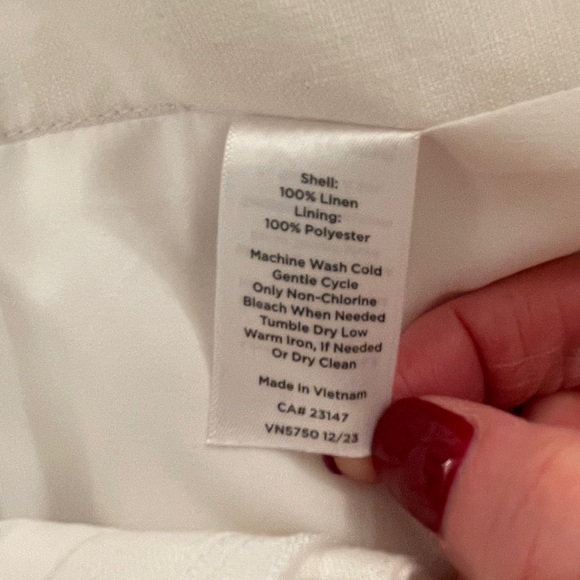 Shell:
100% Linen
Lining:
100% Polyester
Machine Wash Cold
Gentle Cycle
Only Non-Chlorine
Bleach When Needed
Tumble Dry Low
Warm Iron, If Needed
Or Dry Clean
Made In Vietnam
CA# 23147
VN5750 12/23